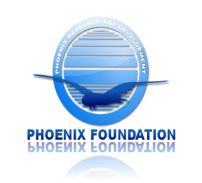 PHOENIX RESEARCH AND DEVELOPMENT
PHOENIX FOUNDATION